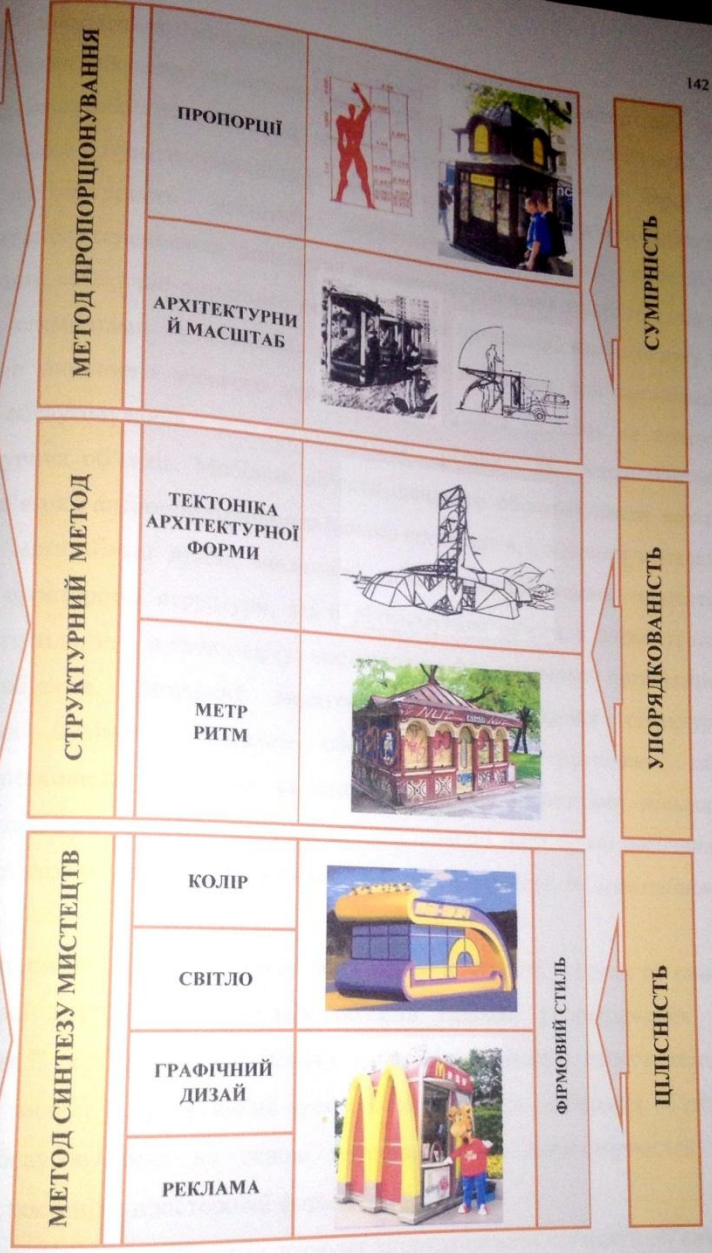 142
МЕТОД ПРОПОРЦІОНУВАННЯ
ПРОПОРЦІЇ
АРХІТЕКТУРНИ
Й МАСШТАБ
СУМІРНІСТЬ
СТРУКТУРНИЙ МЕТОД
ТЕКТОНІКА
АРХІТЕКТУРНОЇ
ФОРМИ
МЕТР
РИТМ
УПОРЯДКОВАНІСТЬ
МЕТОД СИНТЕЗУ МИСТЕЦТВ
КОЛІР
СВІТЛО
ГРАФІЧНИЙ
ДИЗАЙ
РЕКЛАМА
ФІРМОВИЙ СТИЛЬ
ЦІЛІСНІСТЬ